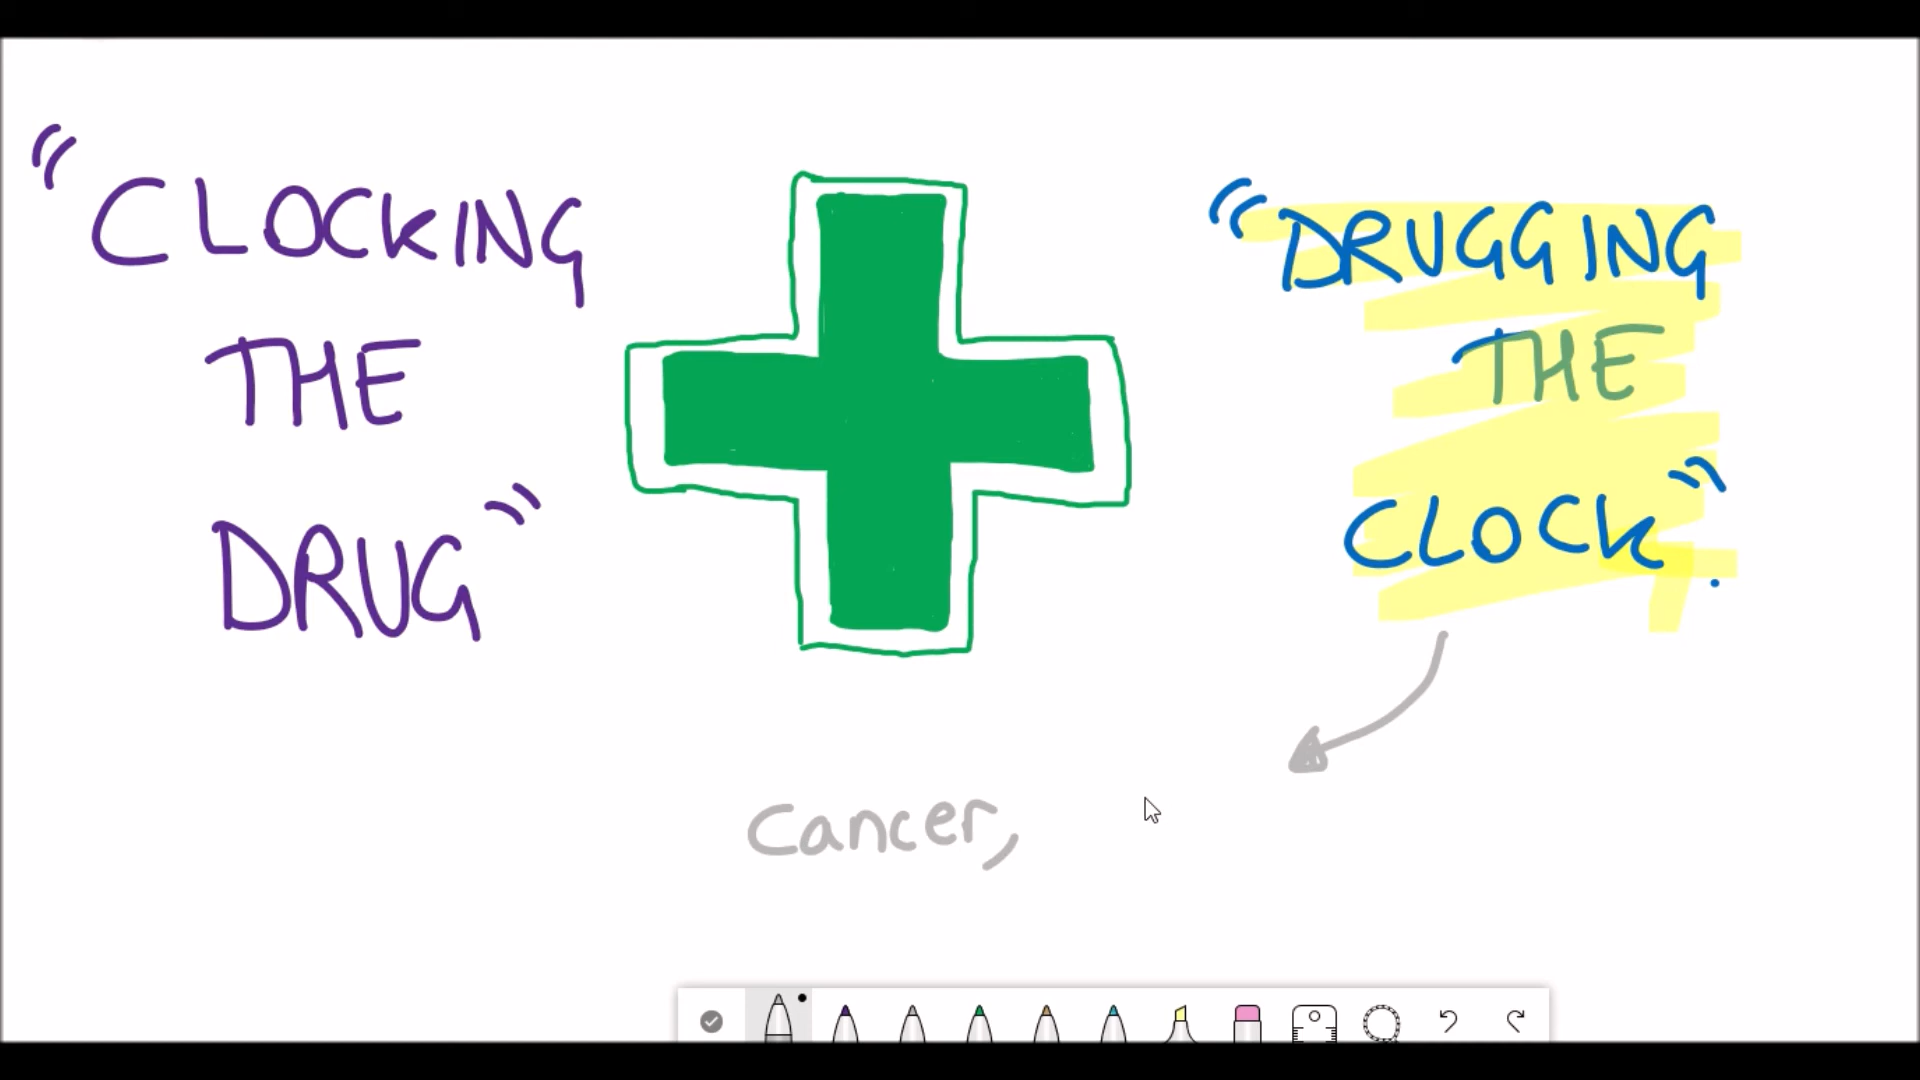 "CLOCKING
THE
DRUG"
"DRUGGING
THE
CLOCK".
Cancer,